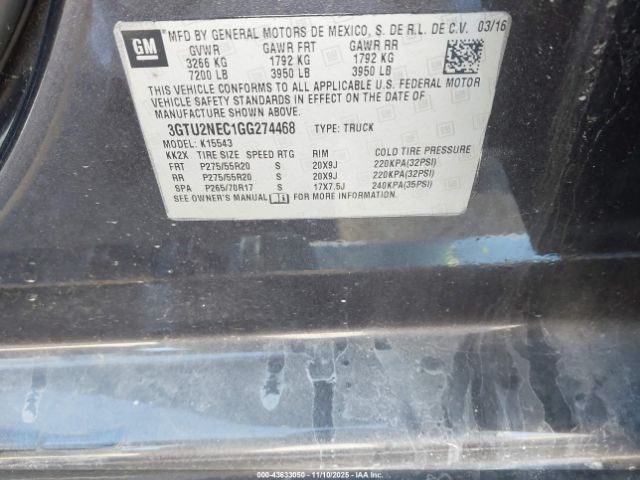 GM
MFD BY GENERAL MOTORS DE MEXICO, S. DE R.L. DE C.V. 03/16
GVWR GAWR FRT GAWR RR
3266 KG 1792 KG 1792 KG
7200 LB 3950 LB 3950 LB
THIS VEHICLE CONFORMS TO ALL APPLICABLE U.S. FEDERAL MOTOR
VEHICLE SAFETY STANDARDS IN EFFECT ON THE DATE OF
MANUFACTURE SHOWN ABOVE.
3GTU2NEC1GG274468 TYPE: TRUCK
MODEL: K15543
KK2X TIRE SIZE SPEED RTG RIM COLD TIRE PRESSURE
FRT P275/55R20 S 20X9J 220KPA(32PSI)
RR P275/55R20 S 20X9J 220KPA(32PSI)
SPA P265/70R17 S 17X7.5J 240KPA(35PSI)
SEE OWNER'S MANUAL FOR MORE INFORMATION.
000-43633050 - 11/10/2025 - Copyright © IAA, Inc.